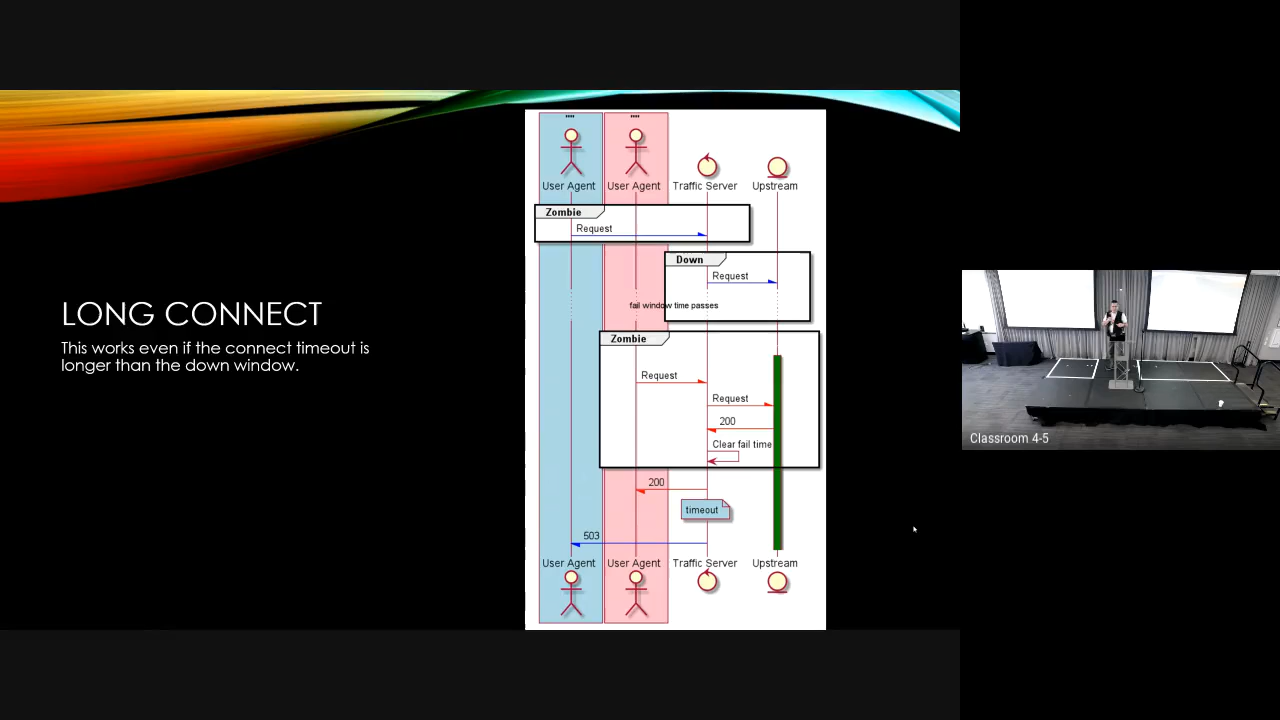 LONG CONNECT
This works even if the connect timeout is
longer than the down window.
""
""
User Agent
User Agent
Traffic Server
Upstream
Zombie
Request
Down
Request
fail window time passes
Zombie
Request
Request
200
Clear fail time
200
timeout
503
User Agent
User Agent
Traffic Server
Upstream
Classroom 4-5